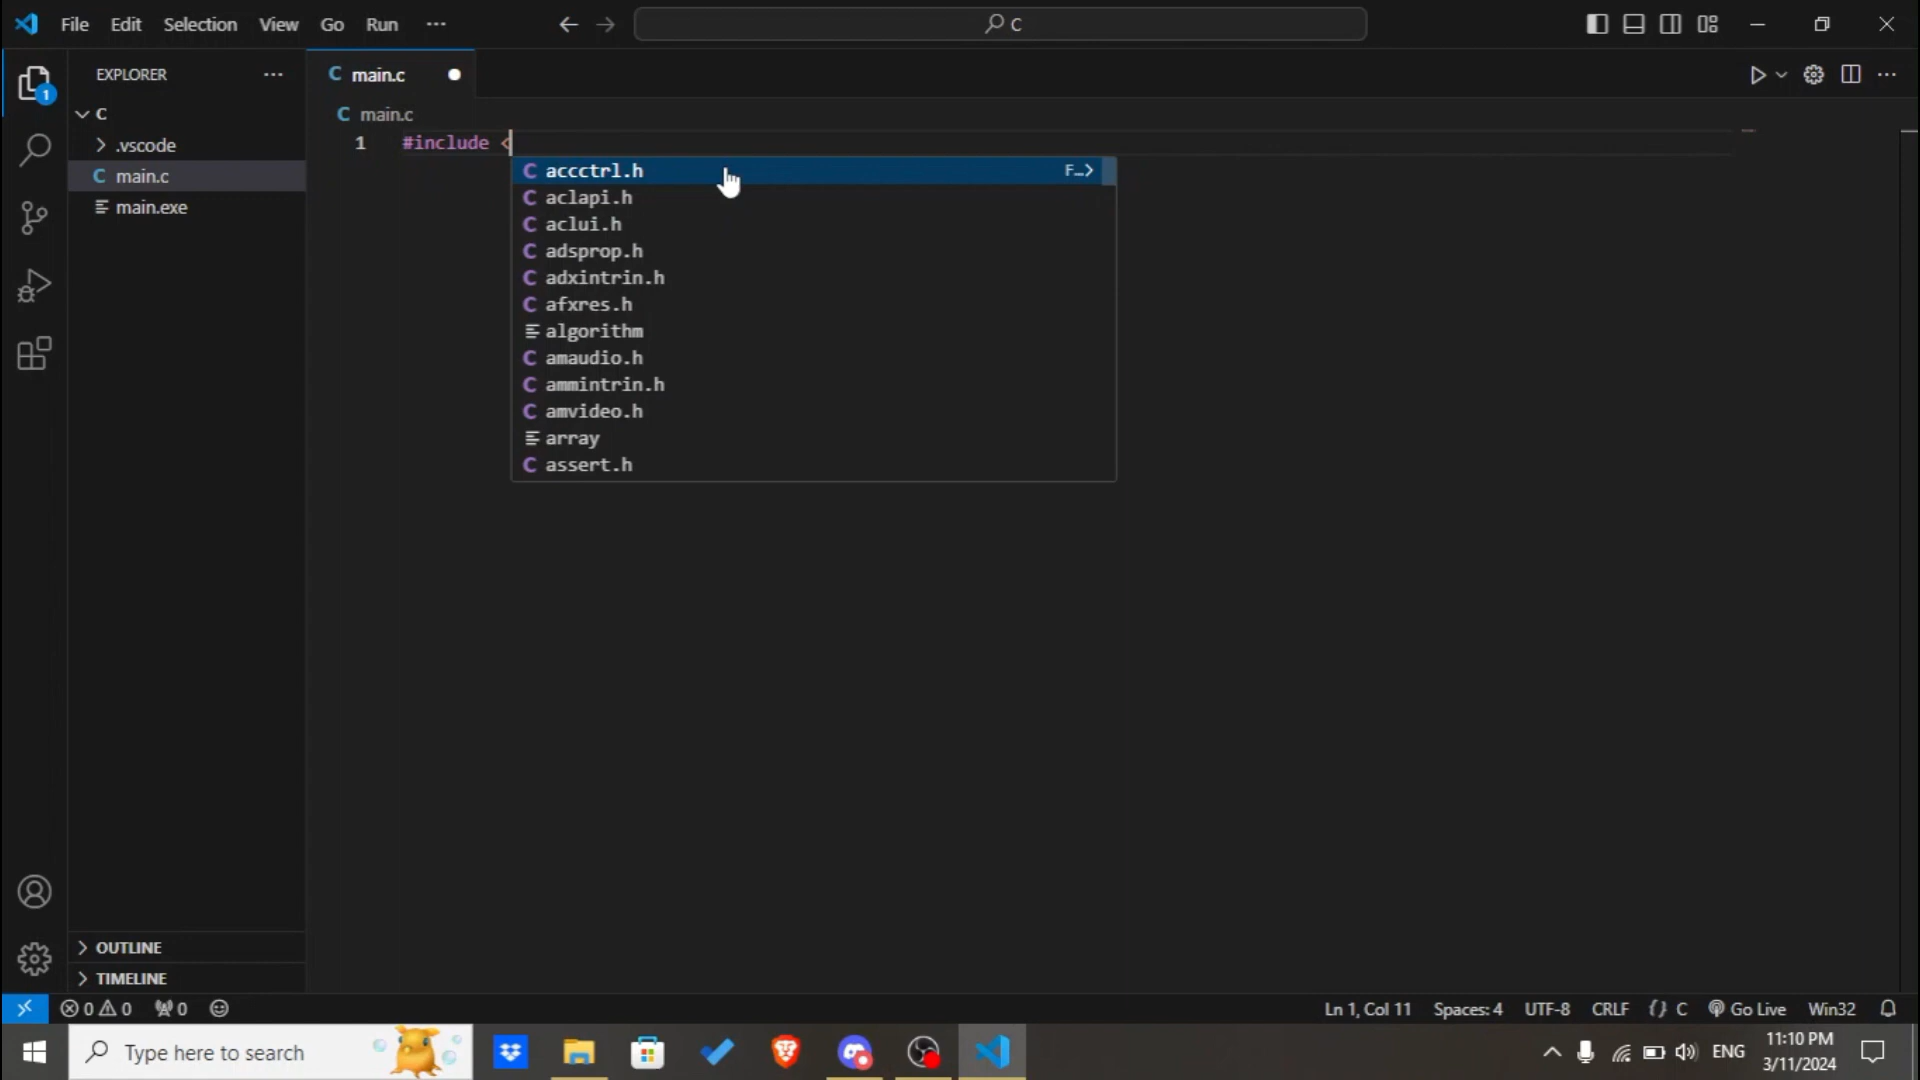 File Edit Selection View Go Run ···
C
EXPLORER ···
C main.c
1
C
C main.c
.vscode
1 #include <
C main.c
main.exe
C accctrl.h F...>
C aclapi.h
C aclui.h
C adsprop.h
C adxintrin.h
C afxres.h
algorithm
C amaudio.h
C ammintrin.h
C amvideo.h
array
C assert.h
OUTLINE
TIMELINE
0 0 0
Ln 1, Col 11 Spaces: 4 UTF-8 CRLF {} C Go Live Win32
Type here to search
ENG
11:10 PM
3/11/2024